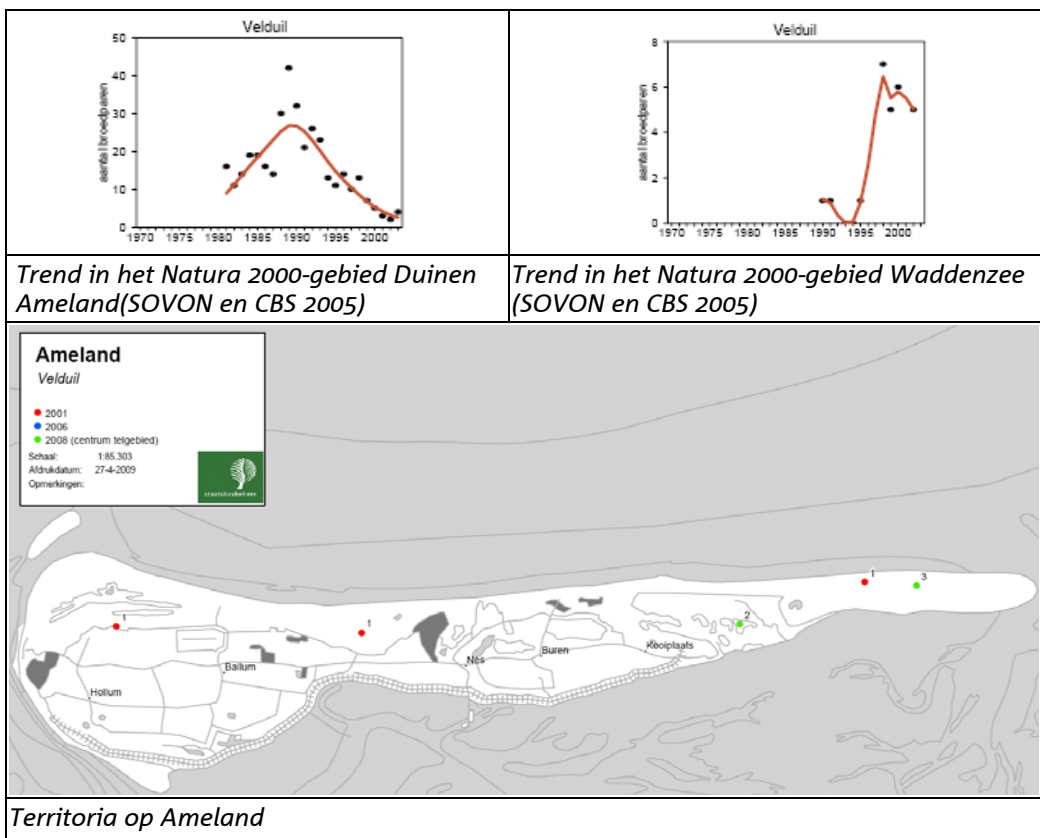 Velduil
50
40
30
20
10
0
aantal broedparen
1970 1975 1980 1985 1990 1995 2000
Velduil
8
6
4
2
0
aantal broedparen
1970 1975 1980 1985 1990 1995 2000
Trend in het Natura 2000-gebied Duinen
Ameland(SOVON en CBS 2005)
Trend in het Natura 2000-gebied Waddenzee
(SOVON en CBS 2005)
Ameland
Velduil
2001
2006
2008 (centrum telgebied)
Schaal: 1:85.303
Afdrukdatum: 27-4-2009
Opmerkingen:
staatsbosbeheer
1
1
1
3
2
Kooiplaats
Buren
Nes
Ballum
Hollum
Territoria op Ameland